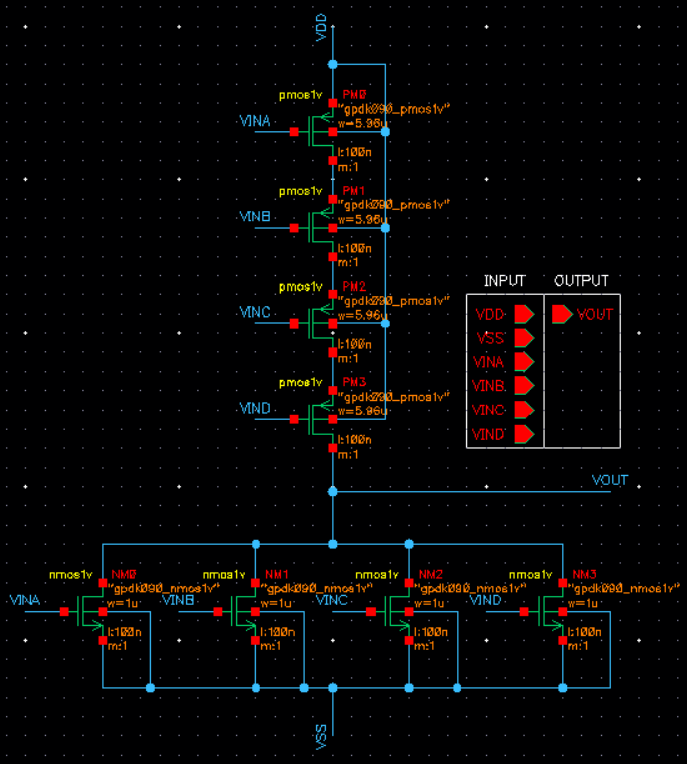 VDD
pmos1v PM0
"gpdk090_pmos1v"
VINA w=5.96u
l:100n
m:1
pmos1v PM1
"gpdk090_pmos1v"
VINB w=5.96u
l:100n
m:1
pmos1v PM2
"gpdk090_pmos1v"
VINC w=5.96u
l:100n
m:1
pmos1v PM3
"gpdk090_pmos1v"
VIND w=5.96u
l:100n
m:1
INPUT OUTPUT
VDD VOUT
VSS
VINA
VINB
VINC
VIND
VOUT
nmos1v NM0 nmos1v NM1 nmos1v NM2 nmos1v NM3
"gpdk090_nmos1v" "gpdk090_nmos1v" "gpdk090_nmos1v" "gpdk090_nmos1v"
VINA w=1u VINB w=1u VINC w=1u VIND w=1u
l:100n l:100n l:100n l:100n
m:1 m:1 m:1 m:1
VSS